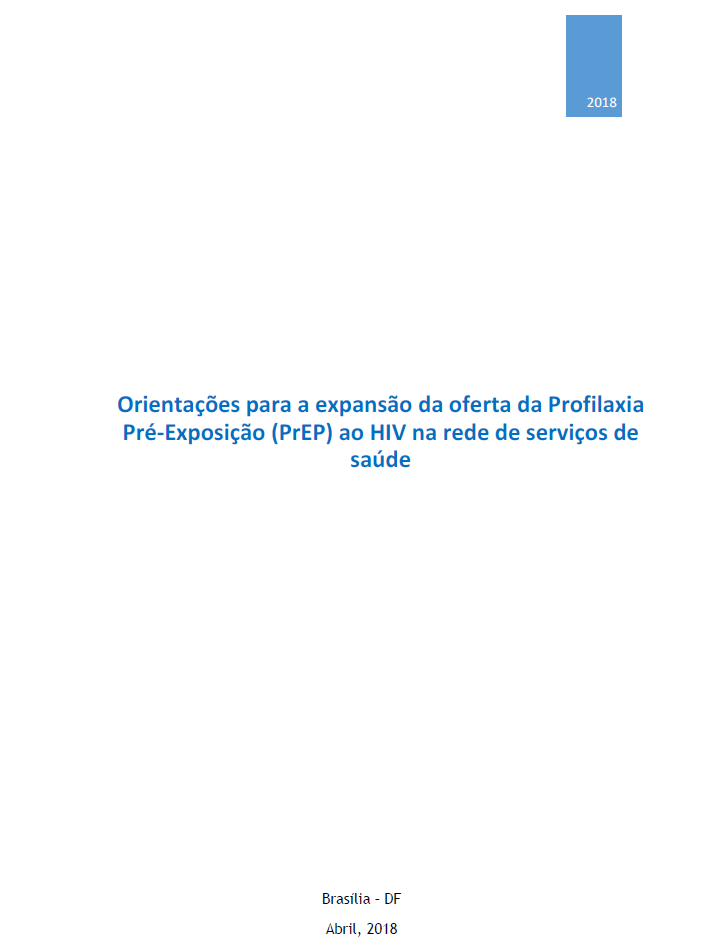 2018
Orientações para a expansão da oferta da Profilaxia
Pré-Exposição (PrEP) ao HIV na rede de serviços de
saúde
Brasília – DF
Abril, 2018